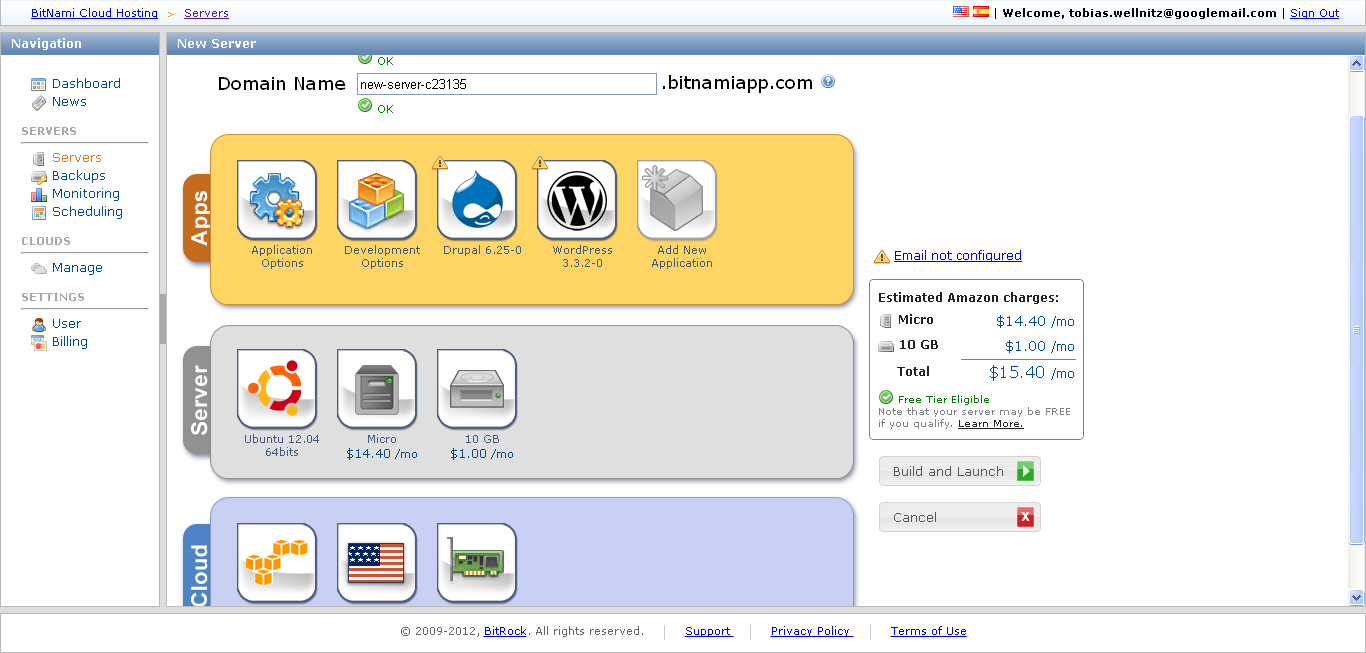 BitNami Cloud Hosting > Servers
| Welcome, tobias.wellnitz@googlemail.com | Sign Out
Navigation
New Server
Dashboard
News
SERVERS
Servers
Backups
Monitoring
Scheduling
CLOUDS
Manage
SETTINGS
User
Billing
OK
Domain Name new-server-c23135 .bitnamiapp.com ?
OK
Apps
Application
Options
Development
Options
Drupal 6.25-0
WordPress
3.3.2-0
Add New
Application
Server
Ubuntu 12.04
64bits
Micro
$14.40 /mo
10 GB
$1.00 /mo
Cloud
Email not configured
Estimated Amazon charges:
Micro $14.40 /mo
10 GB $1.00 /mo
Total $15.40 /mo
Free Tier Eligible
Note that your server may be FREE
if you qualify. Learn More.
Build and Launch
Cancel X
© 2009-2012, BitRock. All rights reserved. | Support | Privacy Policy | Terms of Use